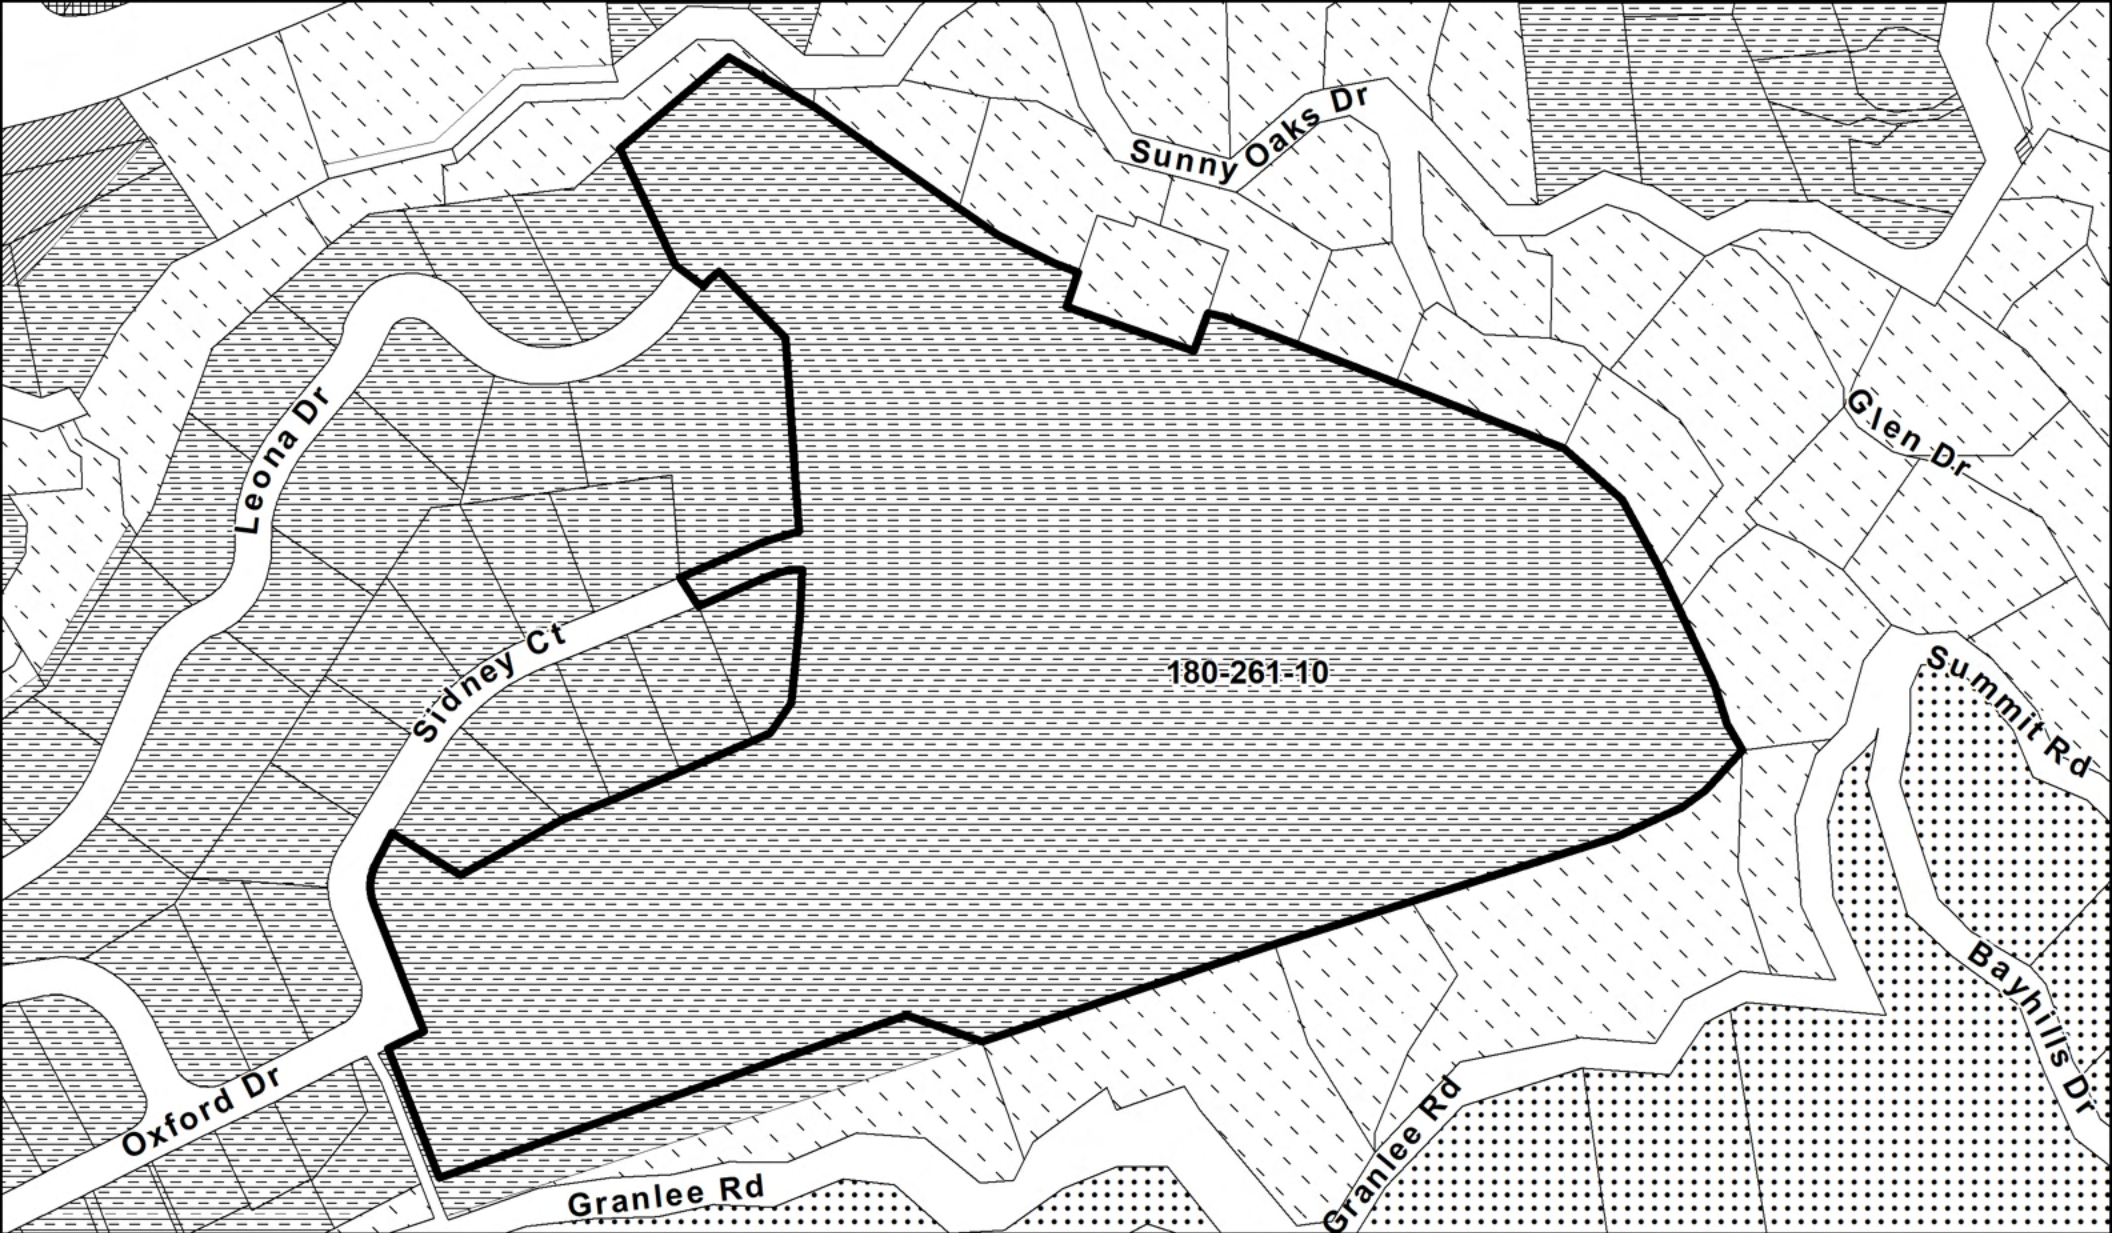 Sunny Oaks Dr
Leona Dr
Glen Dr
Sidney Ct
180-261-10
Summit Rd
Bayhills Dr
Oxford Dr
Granlee Rd
Granlee Rd